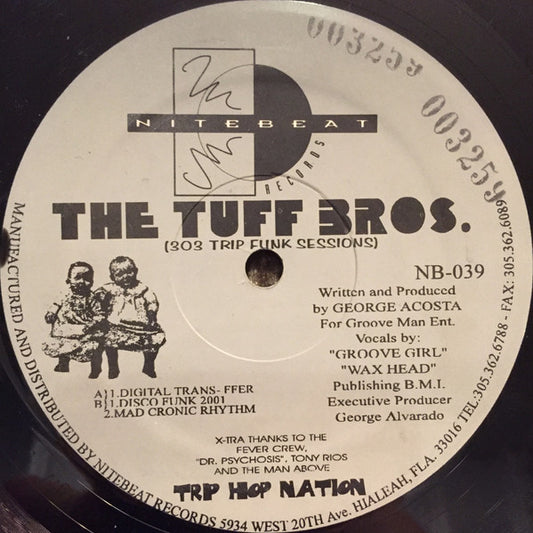 003259
003259
NITEBEAT
RECORDS
THE TUFF BROS.
(303 TRIP FUNK SESSIONS)
NB-039
Written and Produced
by GEORGE ACOSTA
For Groove Man Ent.
Vocals by:
"GROOVE GIRL"
"WAX HEAD"
Publishing B.M.I.
Executive Producer
George Alvarado
A)1.DIGITAL TRANS- FFER
B)1.DISCO FUNK 2001
2.MAD CRONIC RHYTHM
X-TRA THANKS TO THE
FEVER CREW,
"DR. PSYCHOSIS", TONY RIOS
AND THE MAN ABOVE
TRIP HOP NATION
MANUFACTURED AND DISTRIBUTED BY NITEBEAT RECORDS 5934 WEST 20TH Ave. HIALEAH, FLA. 33016 TEL.305.362.6788 - FAX: 305.362.6089